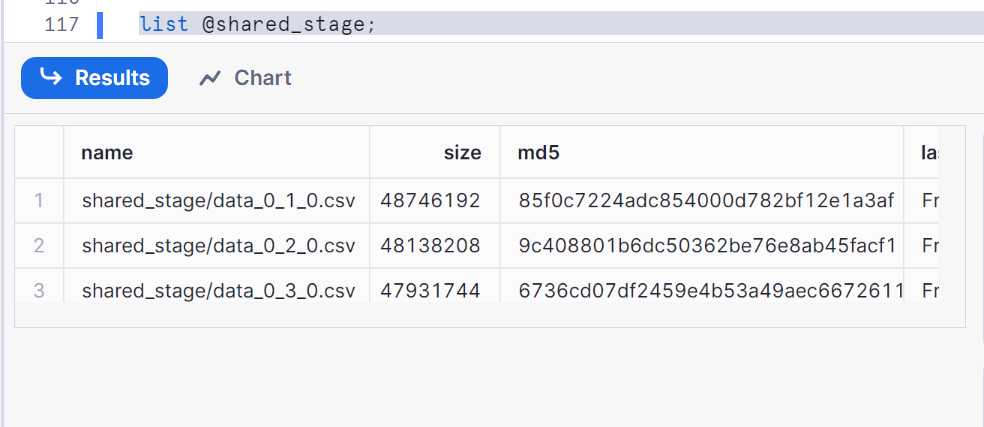 117 list @shared_stage;
Results Chart
name size md5
1 shared_stage/data_0_1_0.csv 48746192 85f0c7224adc854000d782bf12e1a3af Fr
2 shared_stage/data_0_2_0.csv 48138208 9c408801b6dc50362be76e8ab45facf1 Fr
3 shared_stage/data_0_3_0.csv 47931744 6736cd07df2459e4b53a49aec6672611 Fr